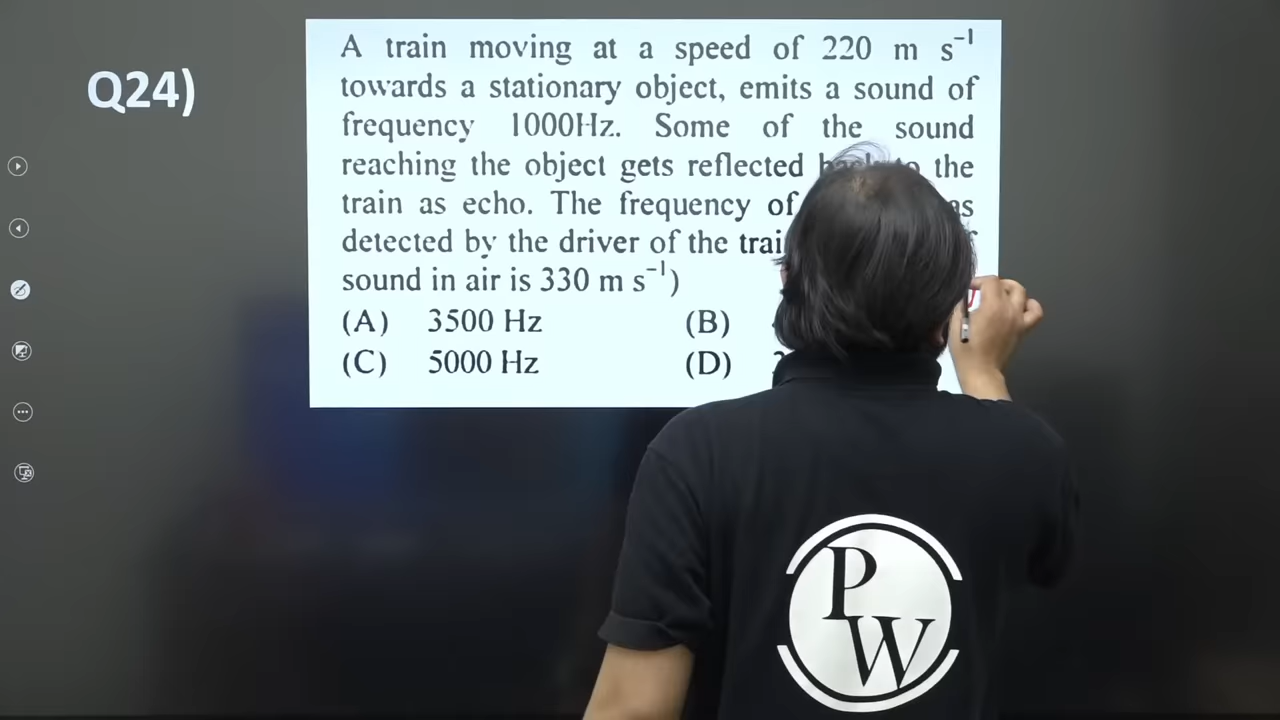 Q24)
A train moving at a speed of 220 m s⁻¹
towards a stationary object, emits a sound of
frequency 1000Hz. Some of the sound
reaching the object gets reflected to the
train as echo. The frequency of as
detected by the driver of the
sound in air is 330 m s⁻¹)
(A) 3500 Hz (B)
(C) 5000 Hz (D)
P
W